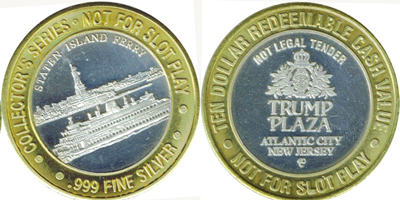 COLLECTOR'S SERIES • NOT FOR SLOT PLAY •
STATEN ISLAND FERRY
.999 FINE SILVER
TEN DOLLAR REDEEMABLE CASH VALUE
NOT LEGAL TENDER
TRUMP
PLAZA
ATLANTIC CITY
NEW JERSEY
• NOT FOR SLOT PLAY •